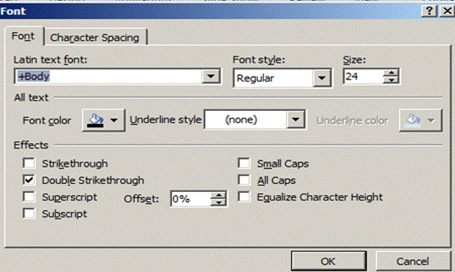 Font
Font Character Spacing
Latin text font: Font style: Size:
+Body Regular 24
All text
Font color Underline style (none) Underline color
Effects
Strikethrough Small Caps
Double Strikethrough All Caps
Superscript Offset: 0% Equalize Character Height
Subscript
OK Cancel